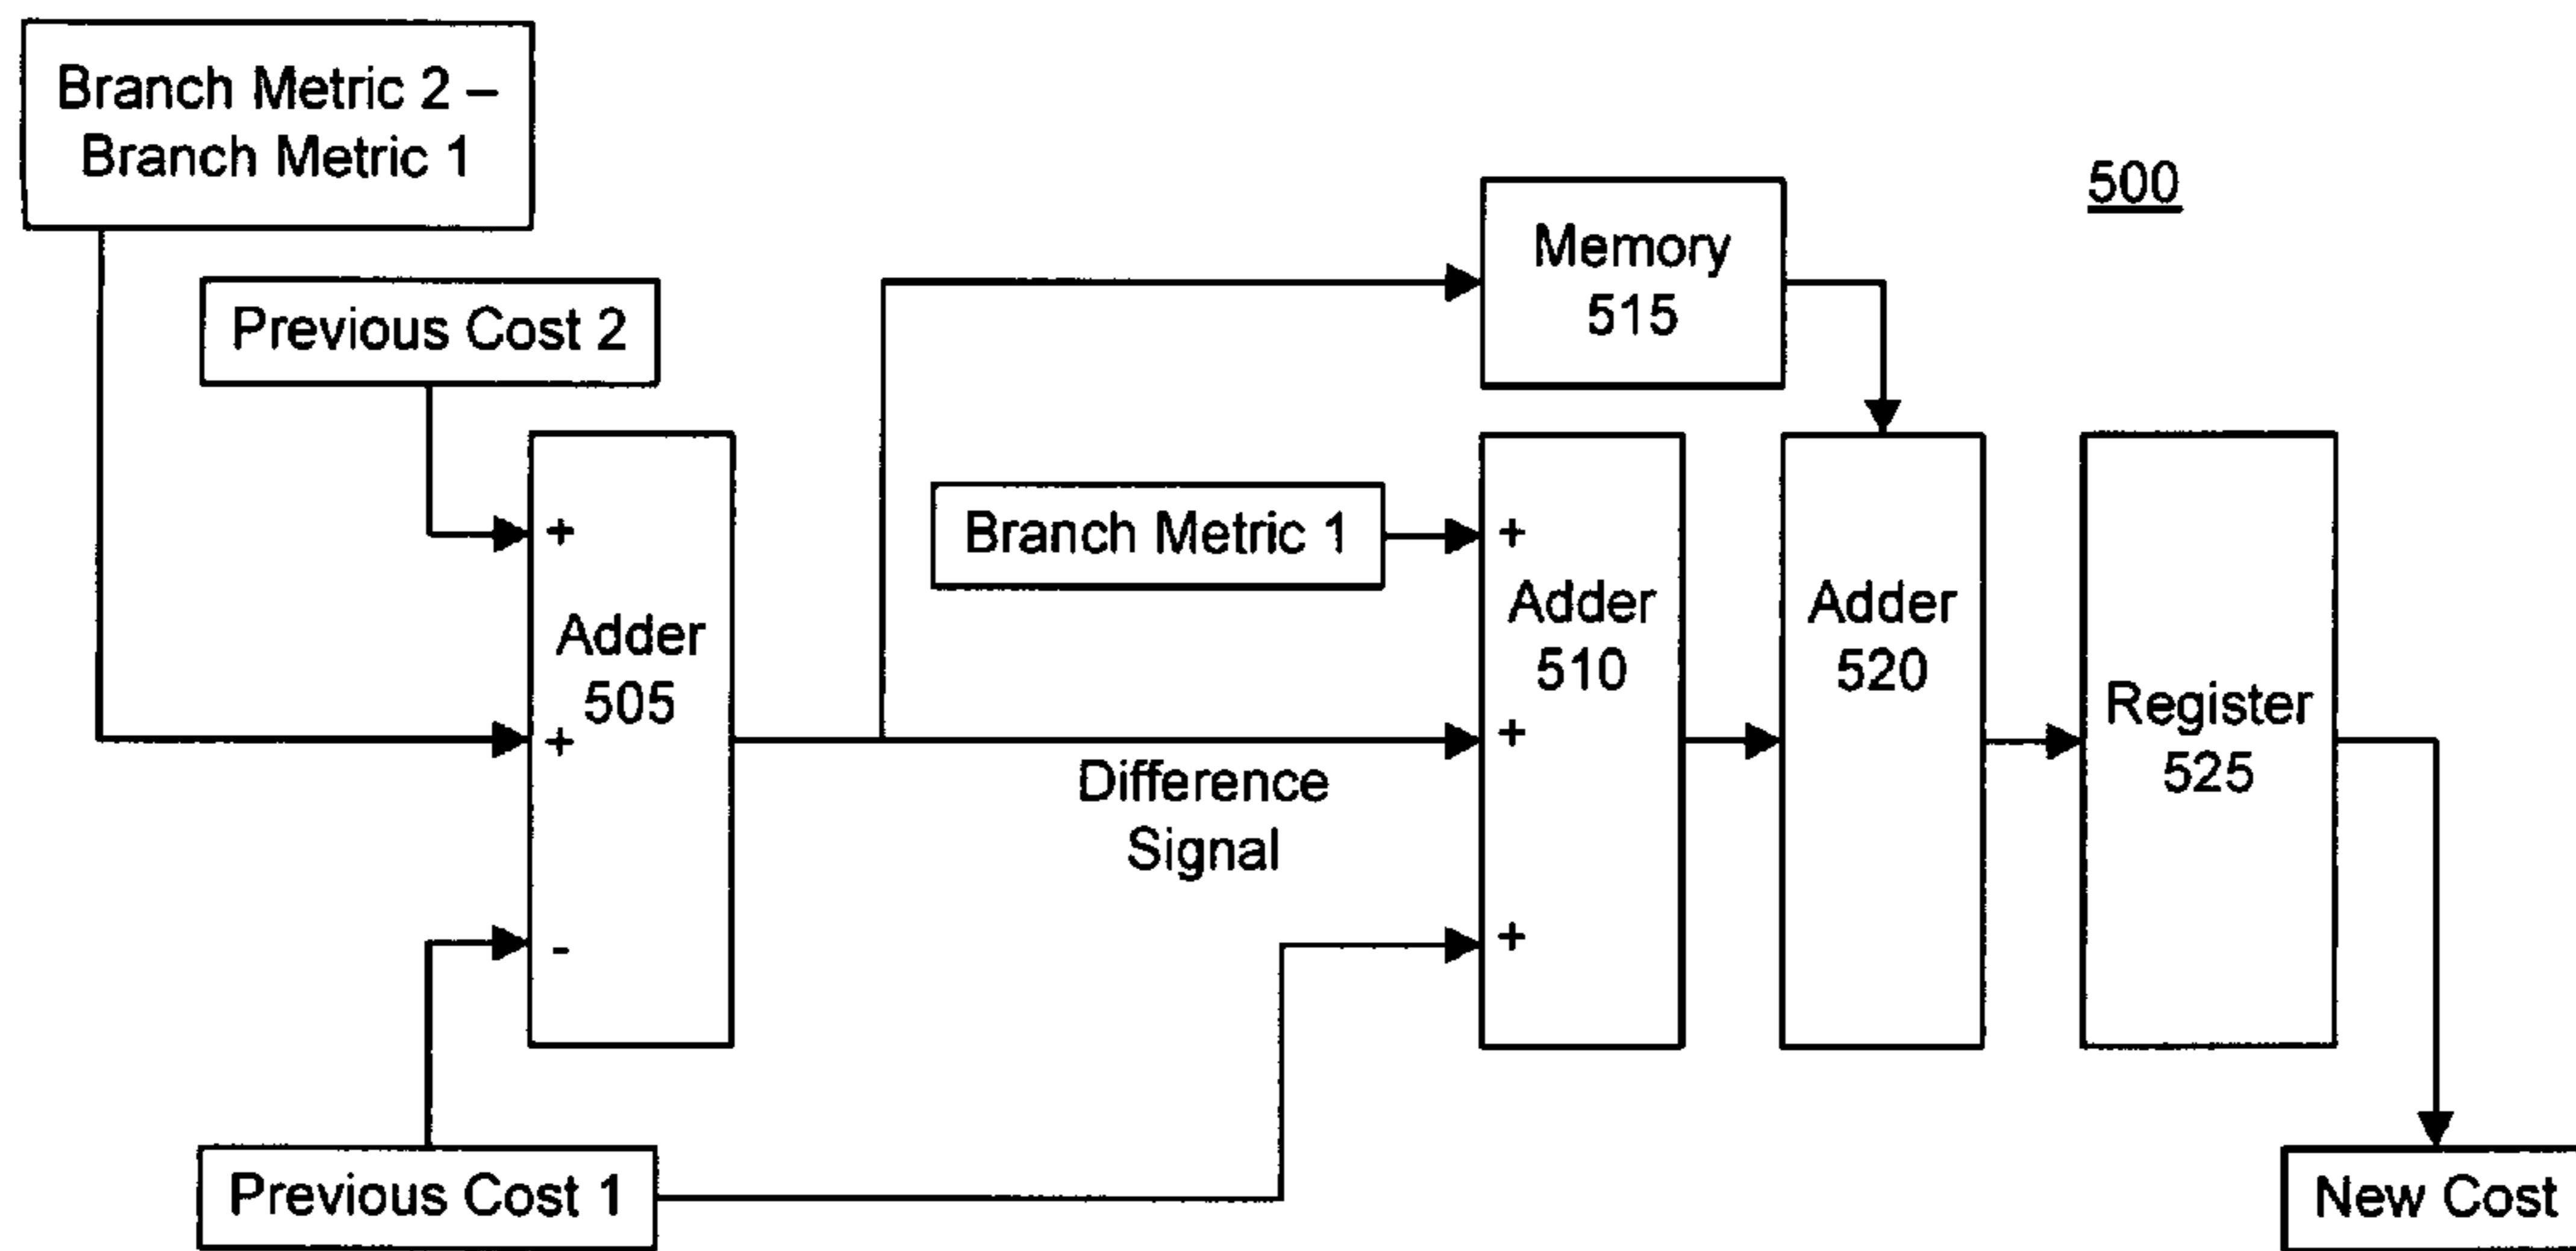 Branch Metric 2 –
Branch Metric 1
500
Memory
515
Previous Cost 2
+
Branch Metric 1
+
Adder
505
Adder
510
Adder
520
+
+
Register
525
Difference
Signal
-
+
Previous Cost 1
New Cost